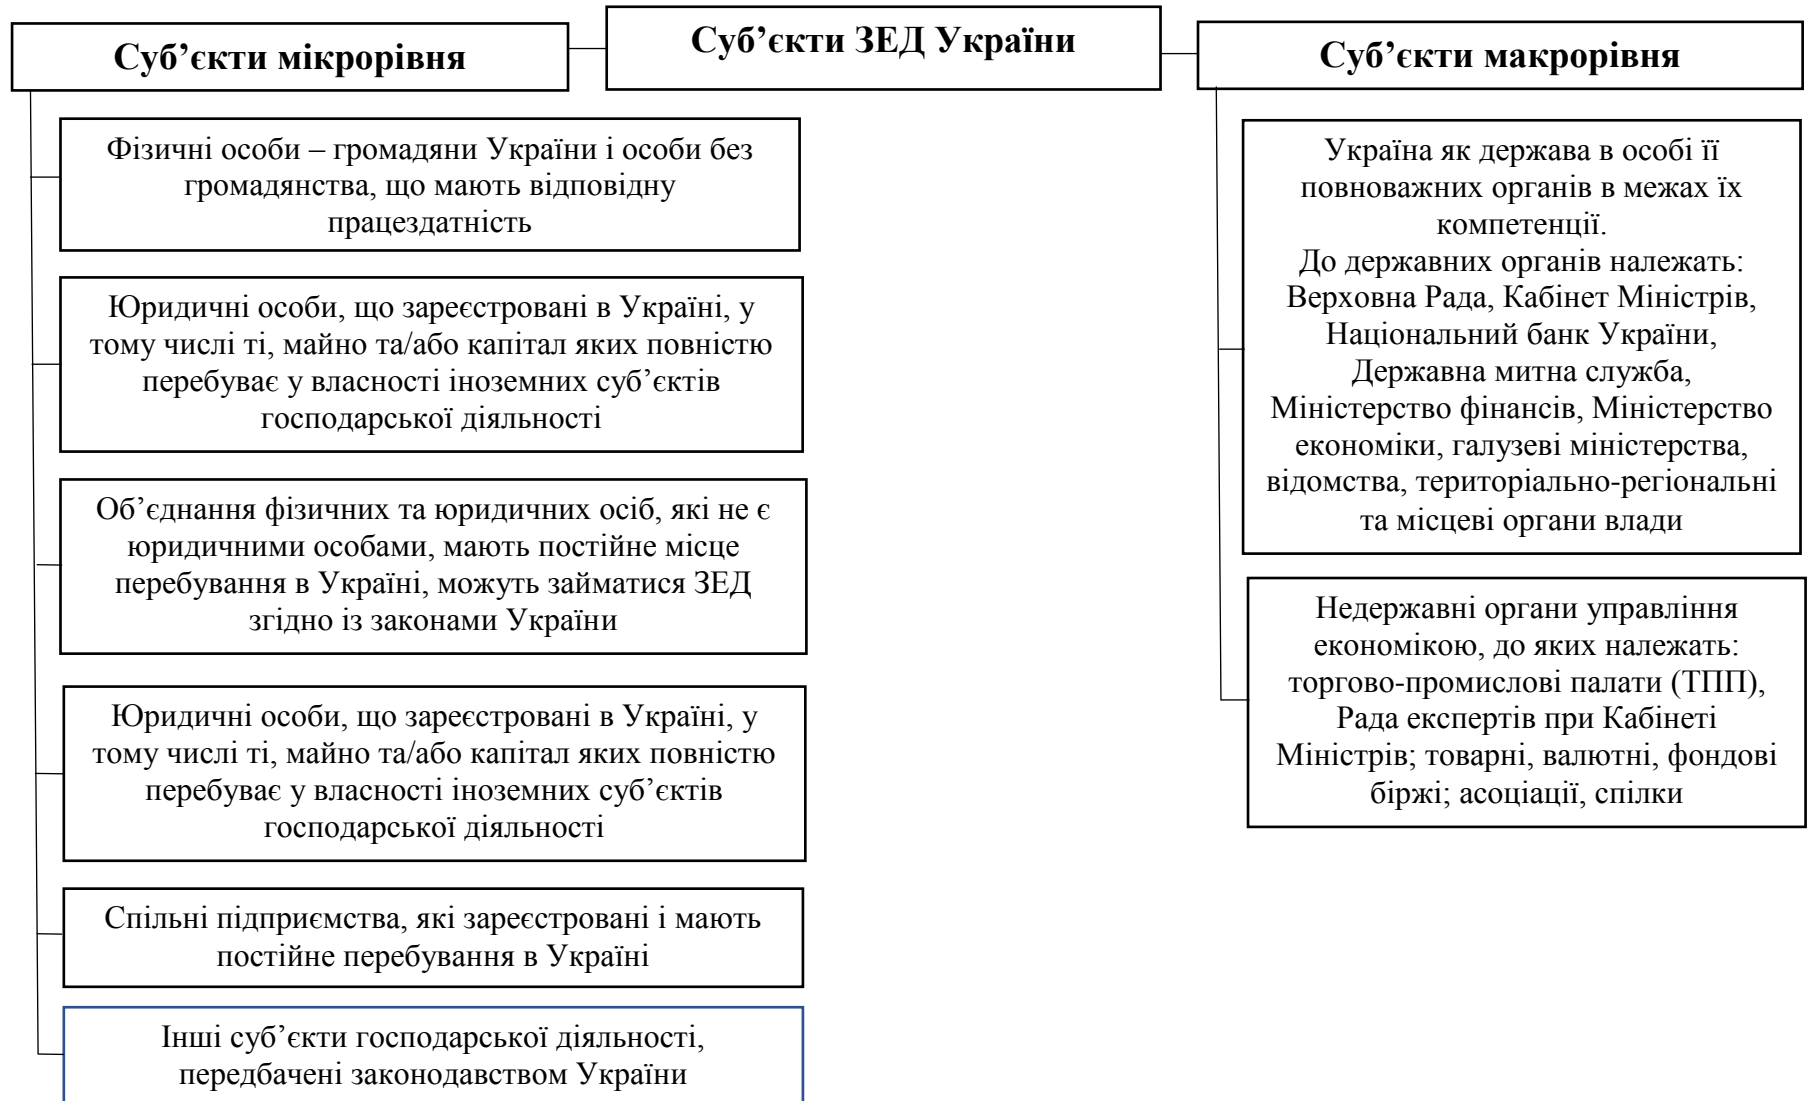 Суб’єкти ЗЕД України
Суб’єкти мікрорівня
Фізичні особи – громадяни України і особи без
громадянства, що мають відповідну
працездатність
Юридичні особи, що зареєстровані в Україні, у
тому числі ті, майно та/або капітал яких повністю
перебуває у власності іноземних суб’єктів
господарської діяльності
Об’єднання фізичних та юридичних осіб, які не є
юридичними особами, мають постійне місце
перебування в Україні, можуть займатися ЗЕД
згідно із законами України
Юридичні особи, що зареєстровані в Україні, у
тому числі ті, майно та/або капітал яких повністю
перебуває у власності іноземних суб’єктів
господарської діяльності
Спільні підприємства, які зареєстровані і мають
постійне перебування в Україні
Інші суб’єкти господарської діяльності,
передбачені законодавством України
Суб’єкти макрорівня
Україна як держава в особі її
повноважних органів в межах їх
компетенції.
До державних органів належать:
Верховна Рада, Кабінет Міністрів,
Національний банк України,
Державна митна служба,
Міністерство фінансів, Міністерство
економіки, галузеві міністерства,
відомства, територіально-регіональні
та місцеві органи влади
Недержавні органи управління
економікою, до яких належать:
торгово-промислові палати (ТПП),
Рада експертів при Кабінеті
Міністрів; товарні, валютні, фондові
біржі; асоціації, спілки